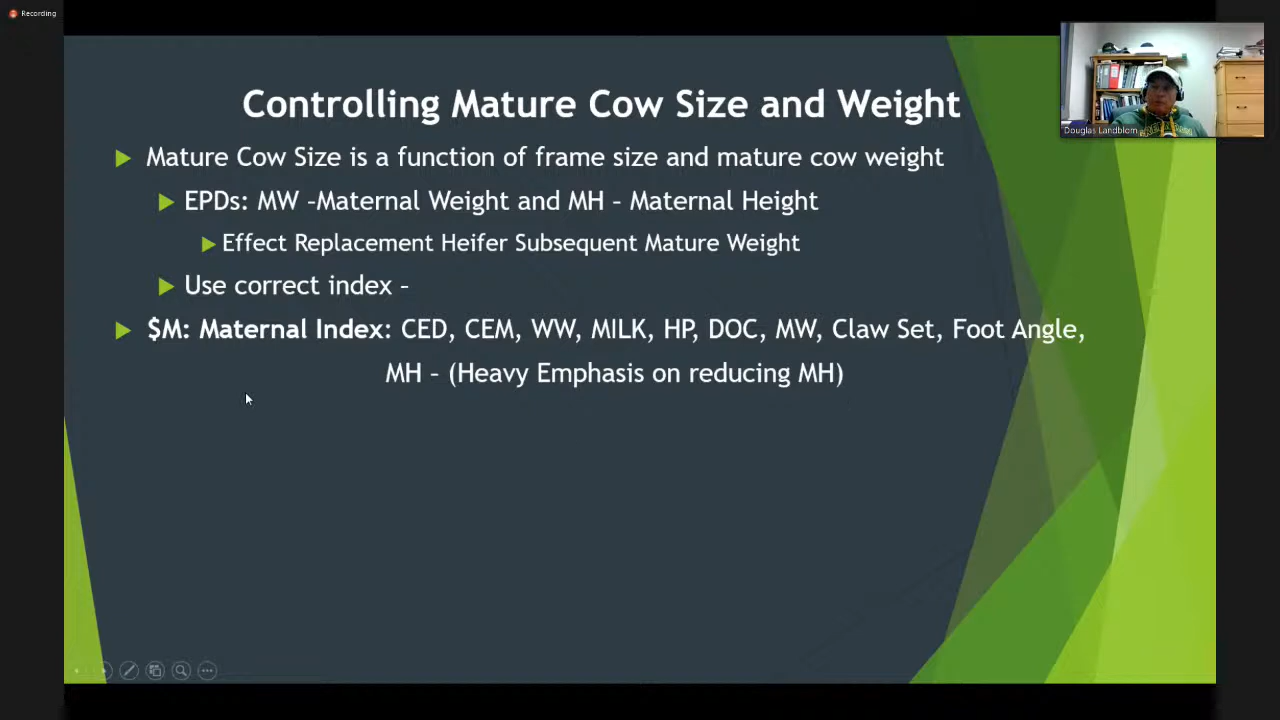 Recording
Controlling Mature Cow Size and Weight
Mature Cow Size is a function of frame size and mature cow weight
EPDs: MW –Maternal Weight and MH – Maternal Height
Effect Replacement Heifer Subsequent Mature Weight
Use correct index –
$M: Maternal Index: CED, CEM, WW, MILK, HP, DOC, MW, Claw Set, Foot Angle,
MH – (Heavy Emphasis on reducing MH)
Douglas Landblom